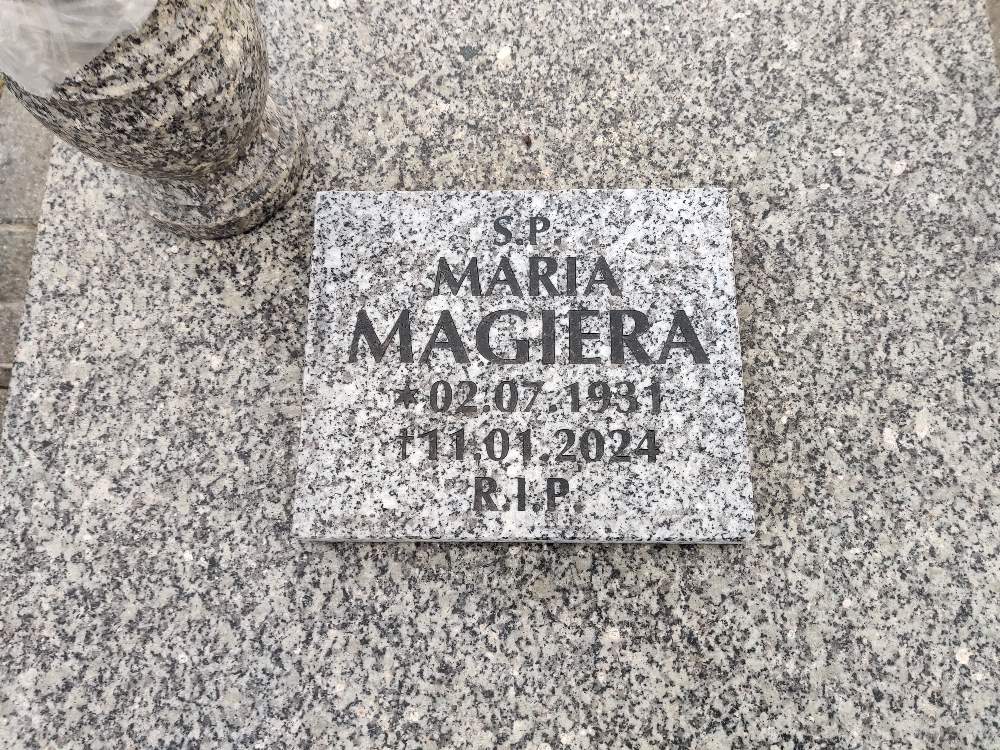 S.P.
MARIA
MAGIERA
*02.07.1931
†11.01.2024
R.I.P.